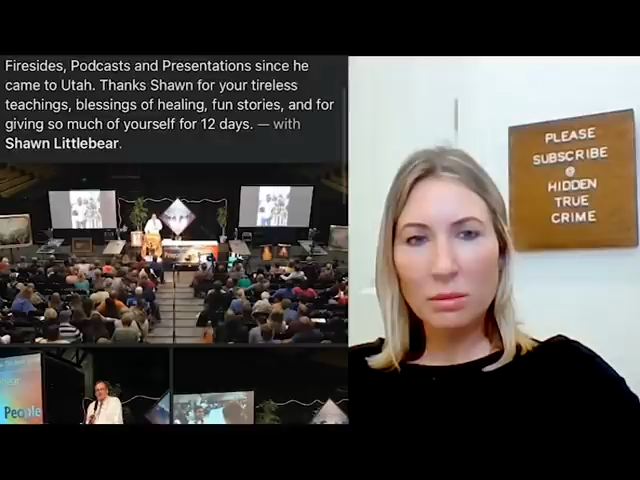 Firesides, Podcasts and Presentations since he
came to Utah. Thanks Shawn for your tireless
teachings, blessings of healing, fun stories, and for
giving so much of yourself for 12 days. — with
Shawn Littlebear.
People
PLEASE
SUBSCRIBE
@
HIDDEN
TRUE
CRIME